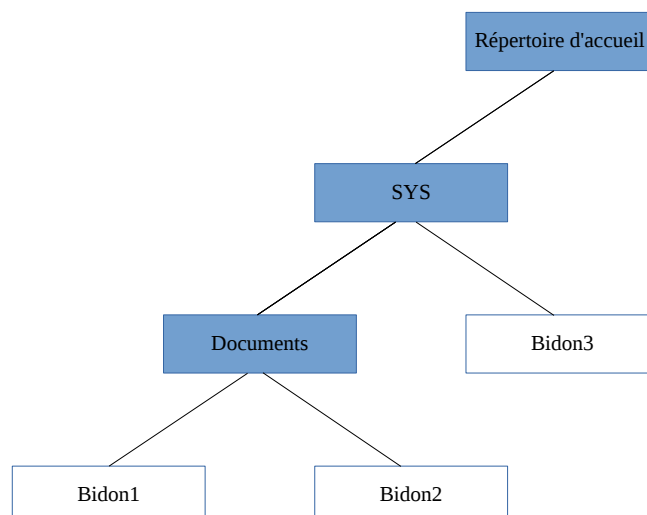 Répertoire d'accueil
SYS
Documents
Bidon3
Bidon1
Bidon2